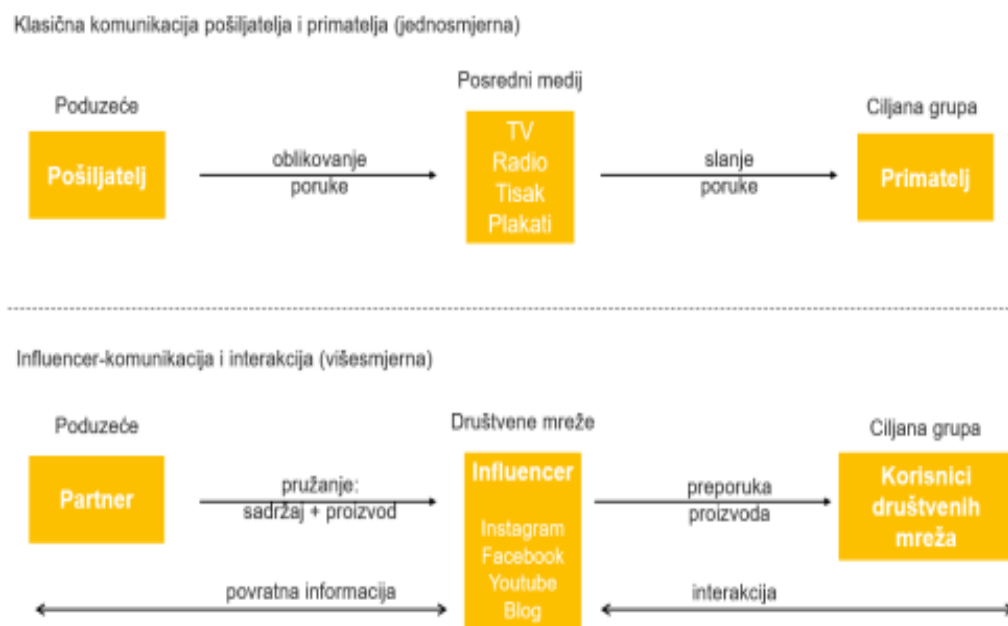 Klasična komunikacija pošiljatelja i primatelja (jednosmjerna)
Poduzeće
Posredni medij
Ciljana grupa
Pošiljatelj
oblikovanje
poruke
TV
Radio
Tisak
Plakati
slanje
poruke
Primatelj
Influencer-komunikacija i interakcija (višesmjerna)
Poduzeće
Društvene mreže
Ciljana grupa
Partner
pružanje:
sadržaj + proizvod
Influencer
Instagram
Facebook
Youtube
Blog
preporuka
proizvoda
Korisnici
društvenih
mreža
povratna informacija
interakcija